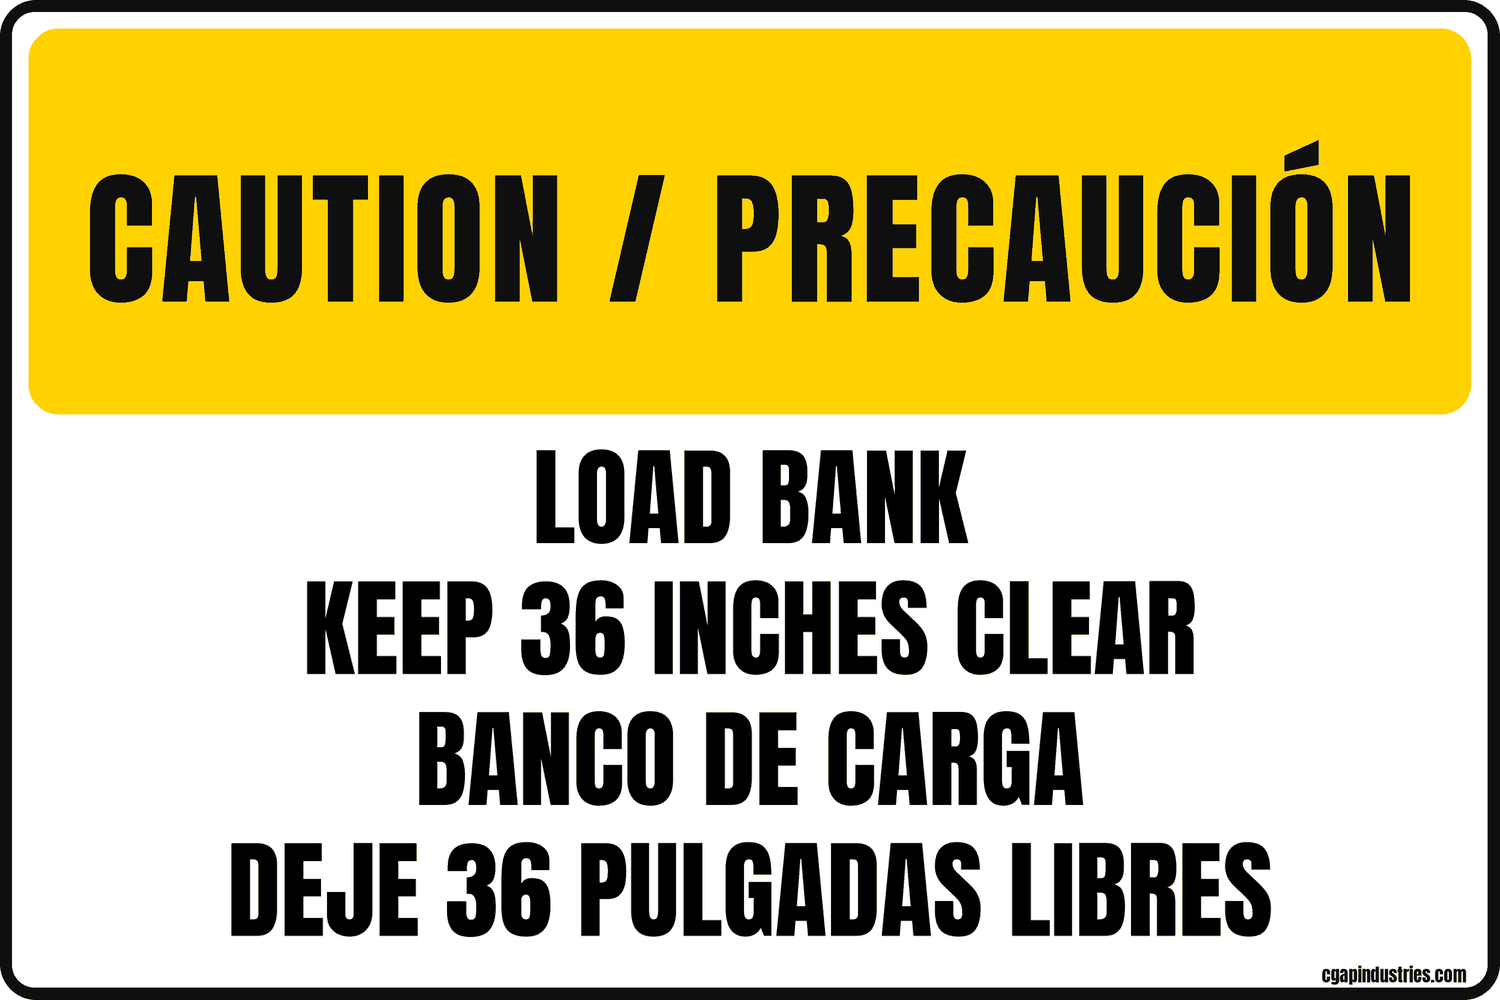 CAUTION / PRECAUCIÓN
LOAD BANK
KEEP 36 INCHES CLEAR
BANCO DE CARGA
DEJE 36 PULGADAS LIBRES
cgapindustries.com